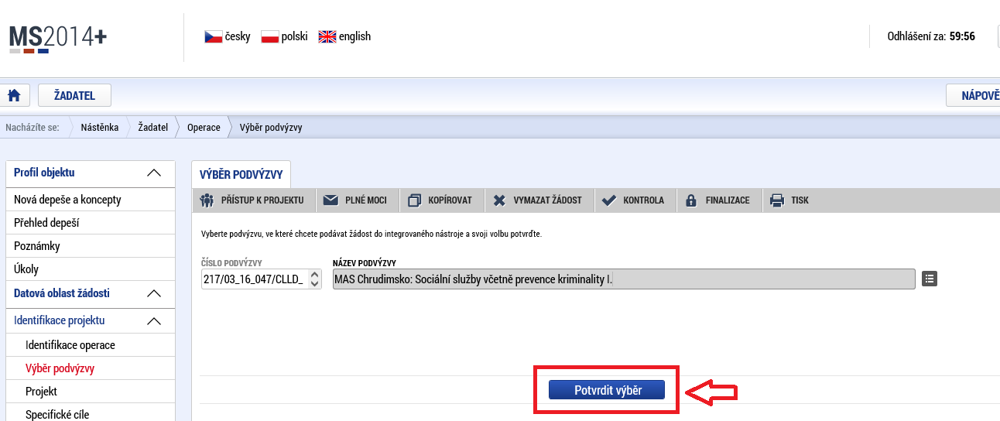 MS2014+
česky polski english
Odhlášení za: 59:56
ŽADATEL
NÁPOVĚ
Nacházíte se: Nástěnka Žadatel Operace Výběr podvýzvy
Profil objektu
Nová depeše a koncepty
Přehled depeší
Poznámky
Úkoly
Datová oblast žádosti
Identifikace projektu
Identifikace operace
Výběr podvýzvy
Projekt
Specifické cíle
VÝBĚR PODVÝZVY
PŘÍSTUP K PROJEKTU PLNÉ MOCI KOPÍROVAT VYMAZAT ŽÁDOST KONTROLA FINALIZACE TISK
Vyberte podvýzvu, ve které chcete podávat žádost do integrovaného nástroje a svoji volbu potvrďte.
ČÍSLO PODVÝZVY NÁZEV PODVÝZVY
217/03_16_047/CLLD_ MAS Chrudimsko: Sociální služby včetně prevence kriminality I.
Potvrdit výběr